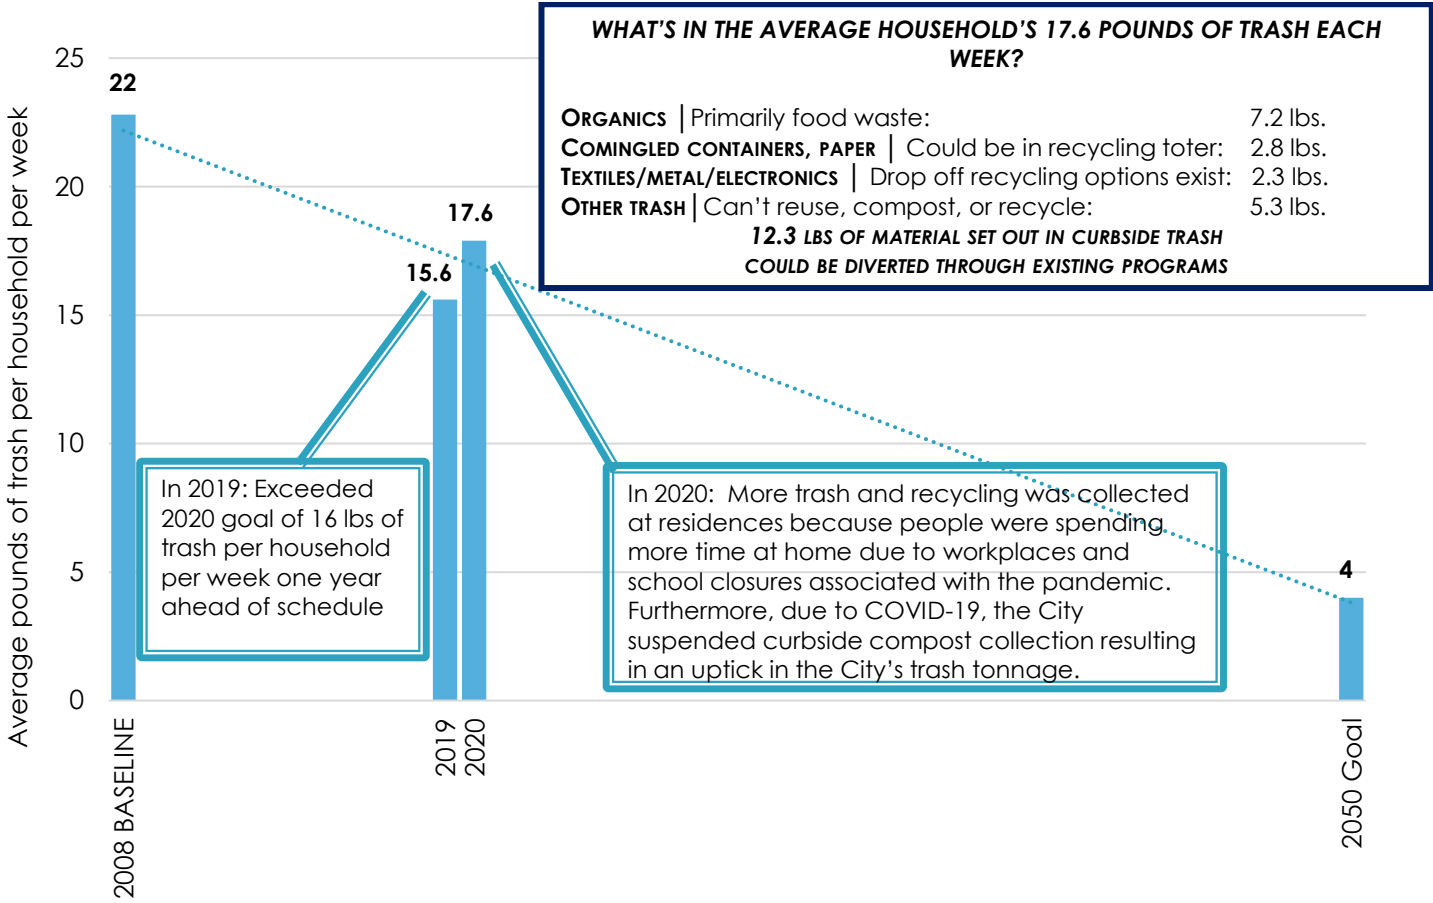 WHAT'S IN THE AVERAGE HOUSEHOLD'S 17.6 POUNDS OF TRASH EACH
WEEK?
ORGANICS | Primarily food waste: 7.2 lbs.
COMINGLED CONTAINERS, PAPER | Could be in recycling toter: 2.8 lbs.
TEXTILES/METAL/ELECTRONICS | Drop off recycling options exist: 2.3 lbs.
OTHER TRASH | Can't reuse, compost, or recycle: 5.3 lbs.
12.3 LBS OF MATERIAL SET OUT IN CURBSIDE TRASH
COULD BE DIVERTED THROUGH EXISTING PROGRAMS
Average pounds of trash per household per week
25
20
15
10
5
0
22
15.6
17.6
4
In 2019: Exceeded
2020 goal of 16 lbs of
trash per household
per week one year
ahead of schedule
In 2020: More trash and recycling was collected
at residences because people were spending
more time at home due to workplaces and
school closures associated with the pandemic.
Furthermore, due to COVID-19, the City
suspended curbside compost collection resulting
in an uptick in the City's trash tonnage.
2008 BASELINE
2019
2020
2050 Goal